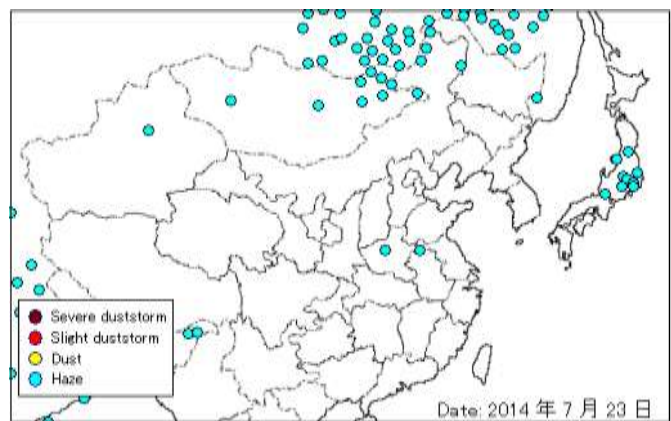 Severe duststorm
Slight duststorm
Dust
Haze
Date: 2014 年 7 月 23 日